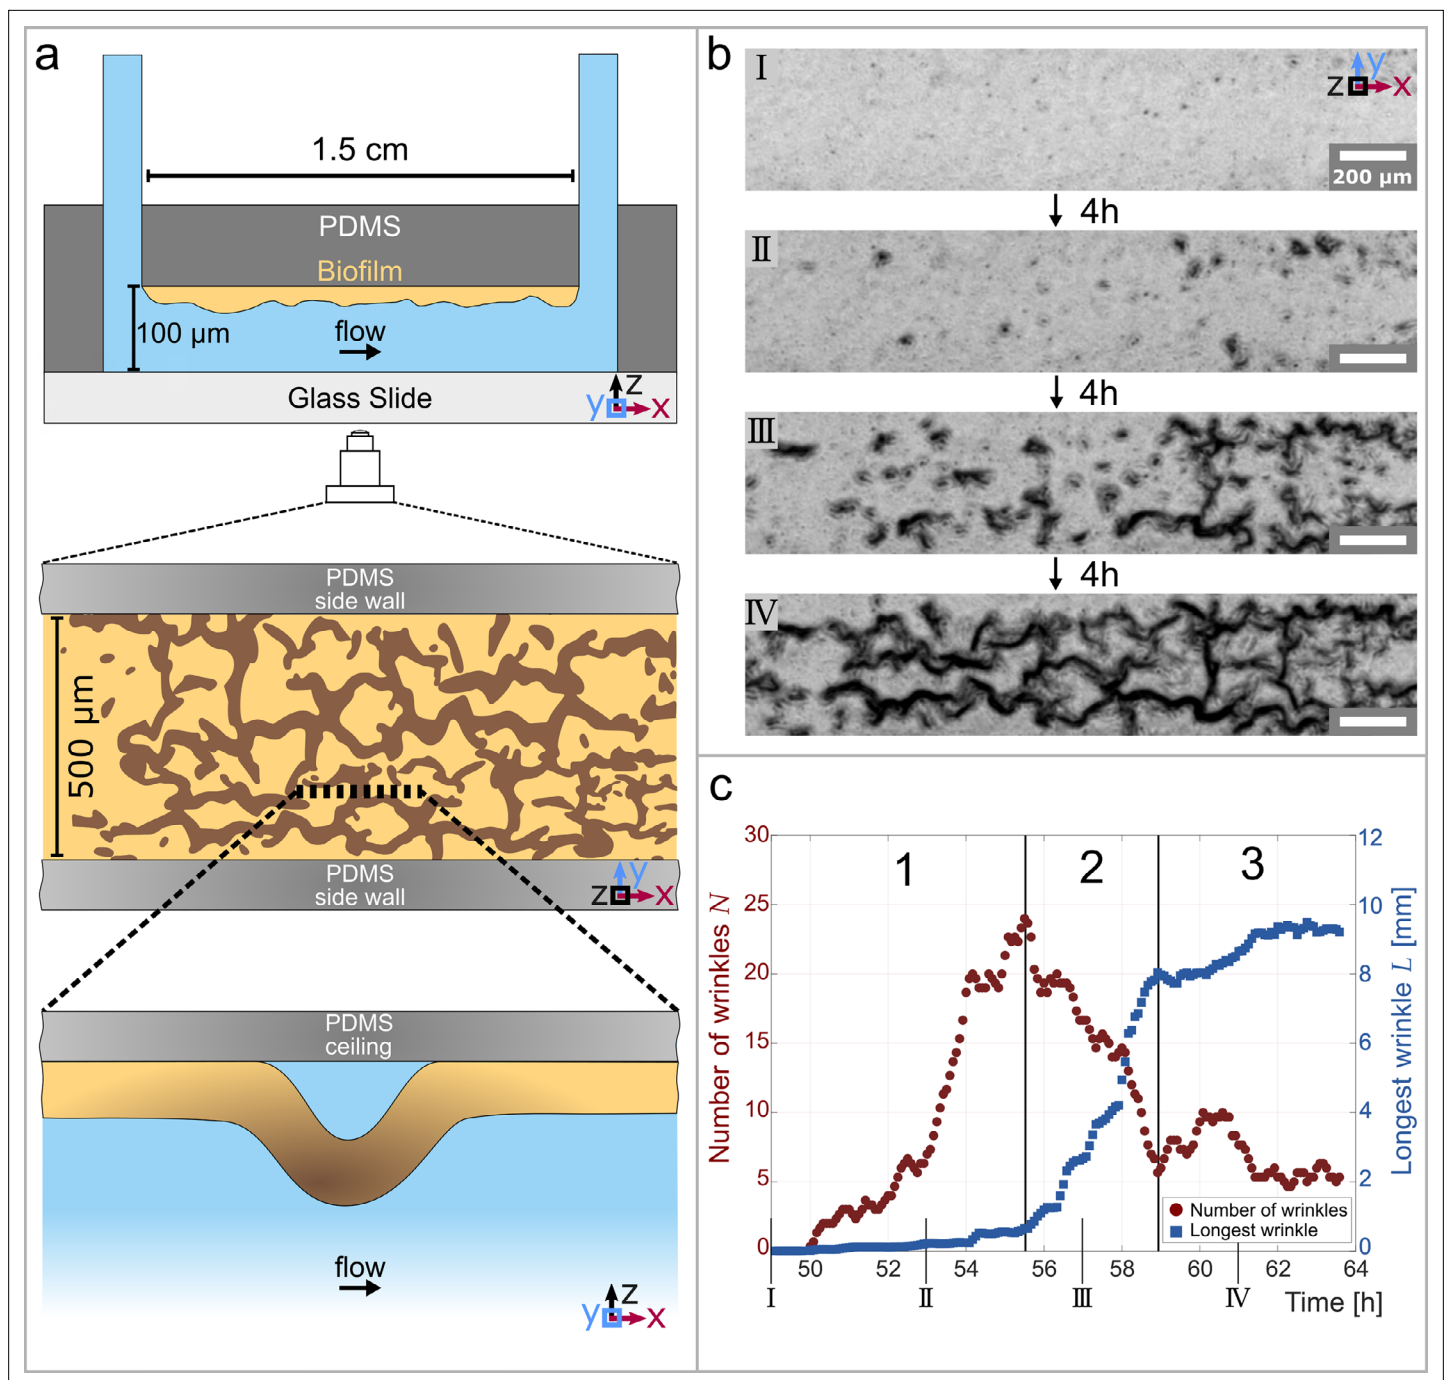 a
1.5 cm
PDMS
Biofilm
100 µm
flow
Glass Slide
z
y
x
PDMS
side wall
500 µm
PDMS
side wall
y
z
x
PDMS
ceiling
flow
z
y
x
b
I
y
z
x
200 µm
4h
II
4h
III
4h
IV
c
1
2
3
30
25
20
15
10
5
0
Number of wrinkles N
12
10
8
6
4
2
0
Longest wrinkle L [mm]
Number of wrinkles
Longest wrinkle
50
52
54
56
58
60
62
64
I
II
III
IV
Time [h]